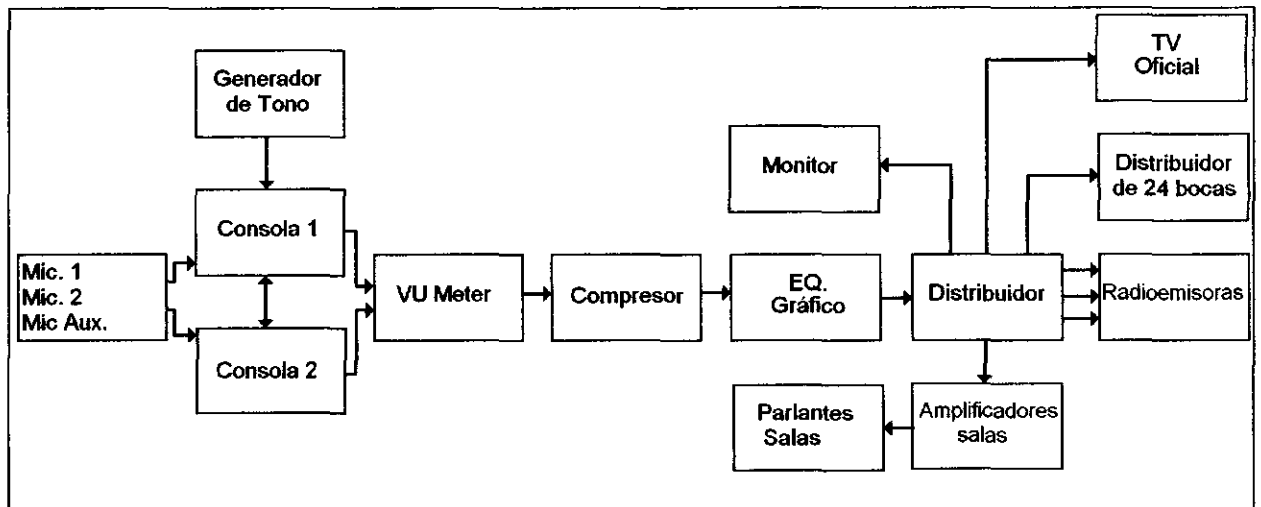 TV
Oficial
Generador
de Tono
Monitor
Distribuidor
de 24 bocas
Consola 1
Mic. 1
Mic. 2
Mic Aux.
VU Meter
Compresor
EQ.
Gráfico
Distribuidor
Radioemisoras
Consola 2
Parlantes
Salas
Amplificadores
salas